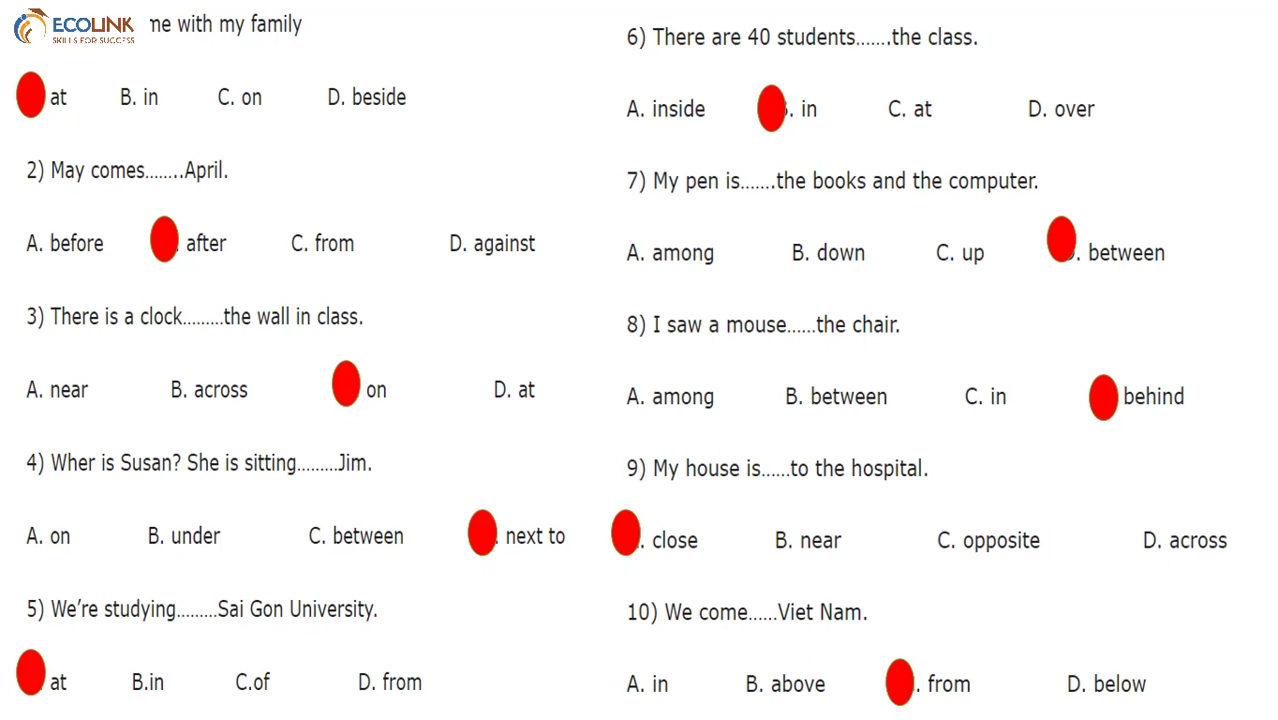 ECOLINK
SKILLS FOR SUCCESS
me with my family
at B. in C. on D. beside
2) May comes……..April.
A. before after C. from D. against
3) There is a clock………the wall in class.
A. near B. across on D. at
4) Wher is Susan? She is sitting………Jim.
A. on B. under C. between . next to
5) We’re studying………Sai Gon University.
at B.in C.of D. from
6) There are 40 students…….the class.
A. inside . in C. at D. over
7) My pen is…….the books and the computer.
A. among B. down C. up . between
8) I saw a mouse……the chair.
A. among B. between C. in behind
9) My house is……to the hospital.
. close B. near C. opposite D. across
10) We come……Viet Nam.
A. in B. above . from D. below